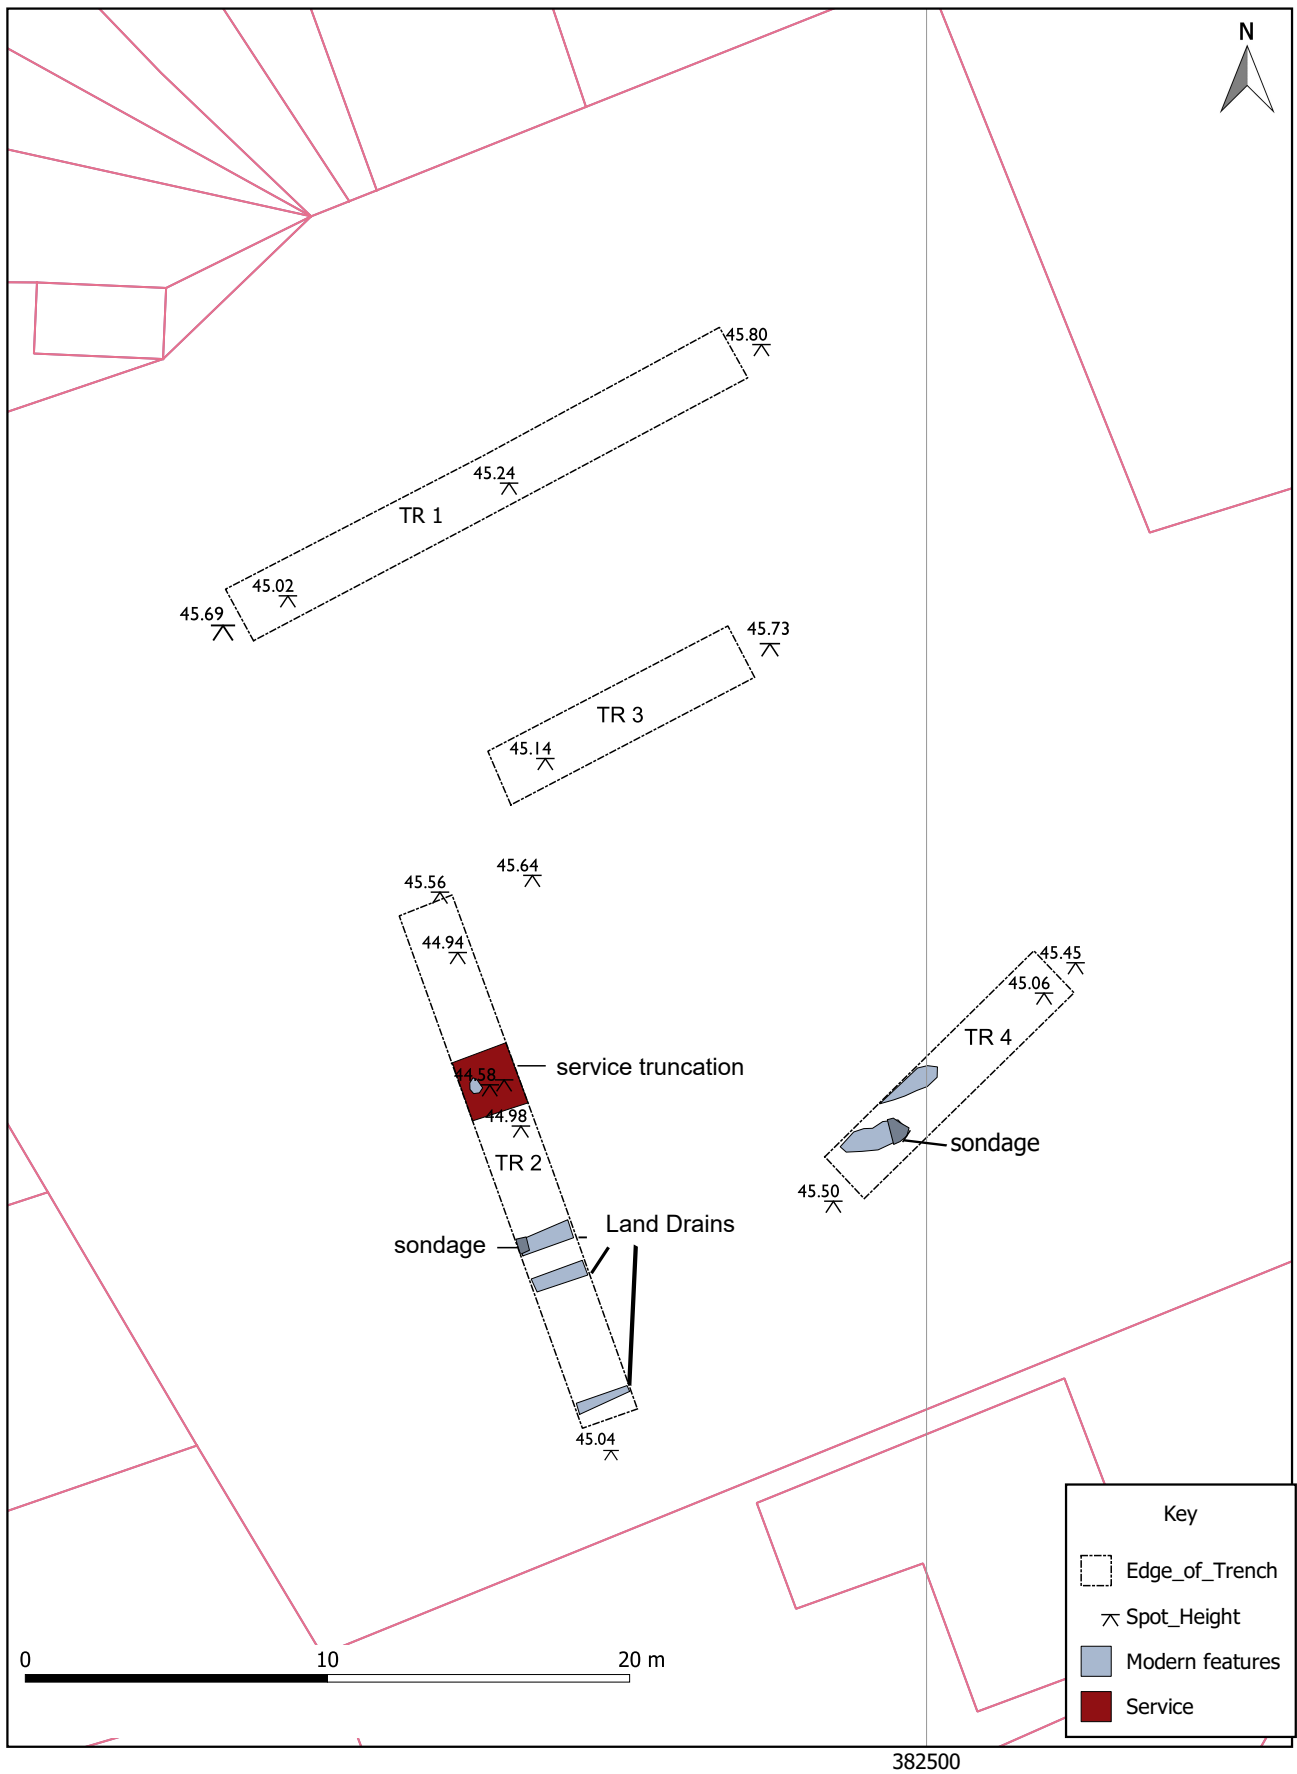 N
45.80
45.24
TR 1
45.02
45.69
45.73
TR 3
45.14
45.64
45.56
44.94
45.45
45.06
TR 4
service truncation
44.58
44.98
sondage
TR 2
45.50
Land Drains
sondage
45.04
Key
Edge_of_Trench
Spot_Height
Modern features
Service
0 10 20 m
382500